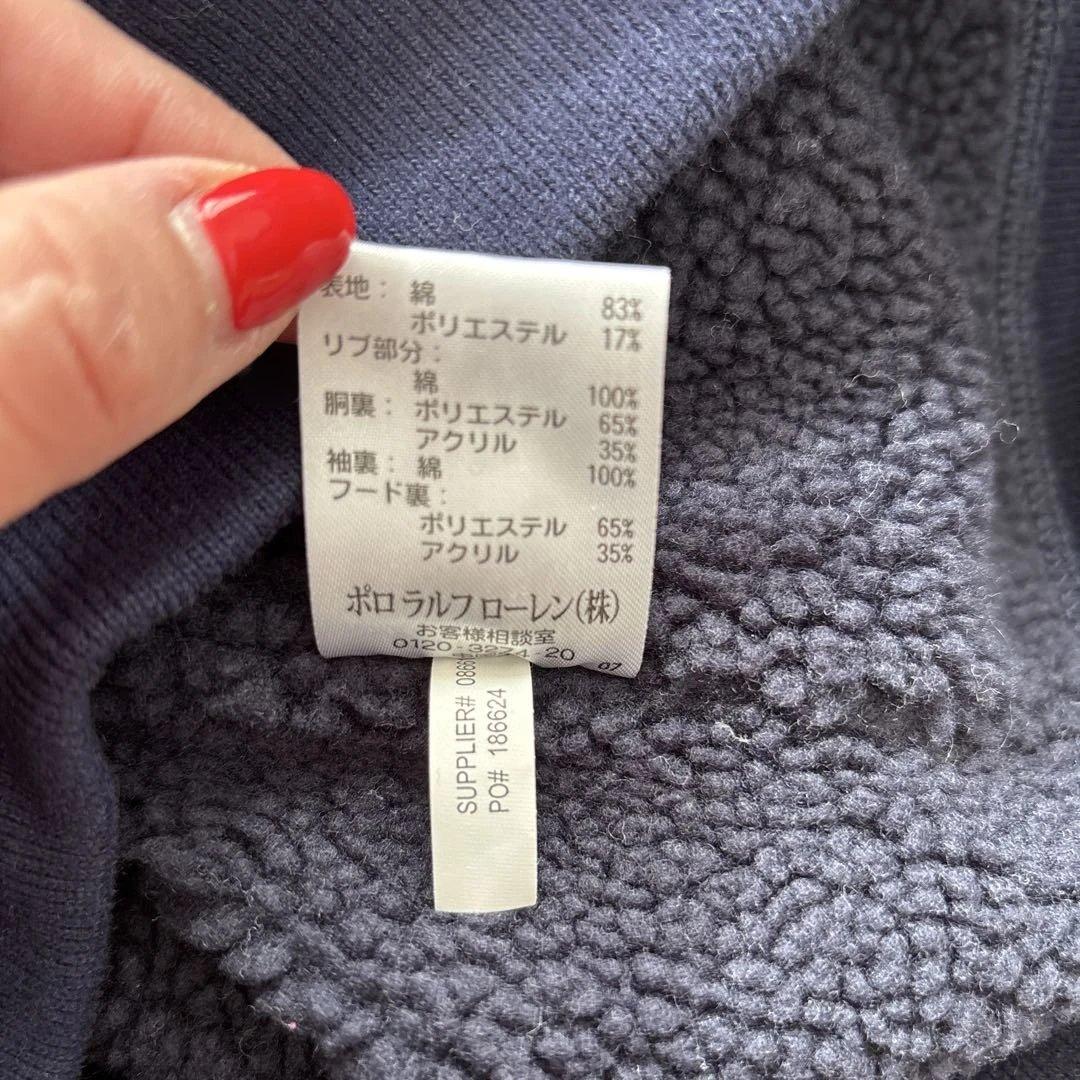 表地： 綿 83%
ポリエステル 17%
リブ部分：
綿 100%
胴裏： ポリエステル 65%
アクリル 35%
袖裏： 綿 100%
フード裏：
ポリエステル 65%
アクリル 35%
ポロ ラルフ ローレン(株)
お客様相談室
0120 20
07
SUPPLIER#
PO# 186624